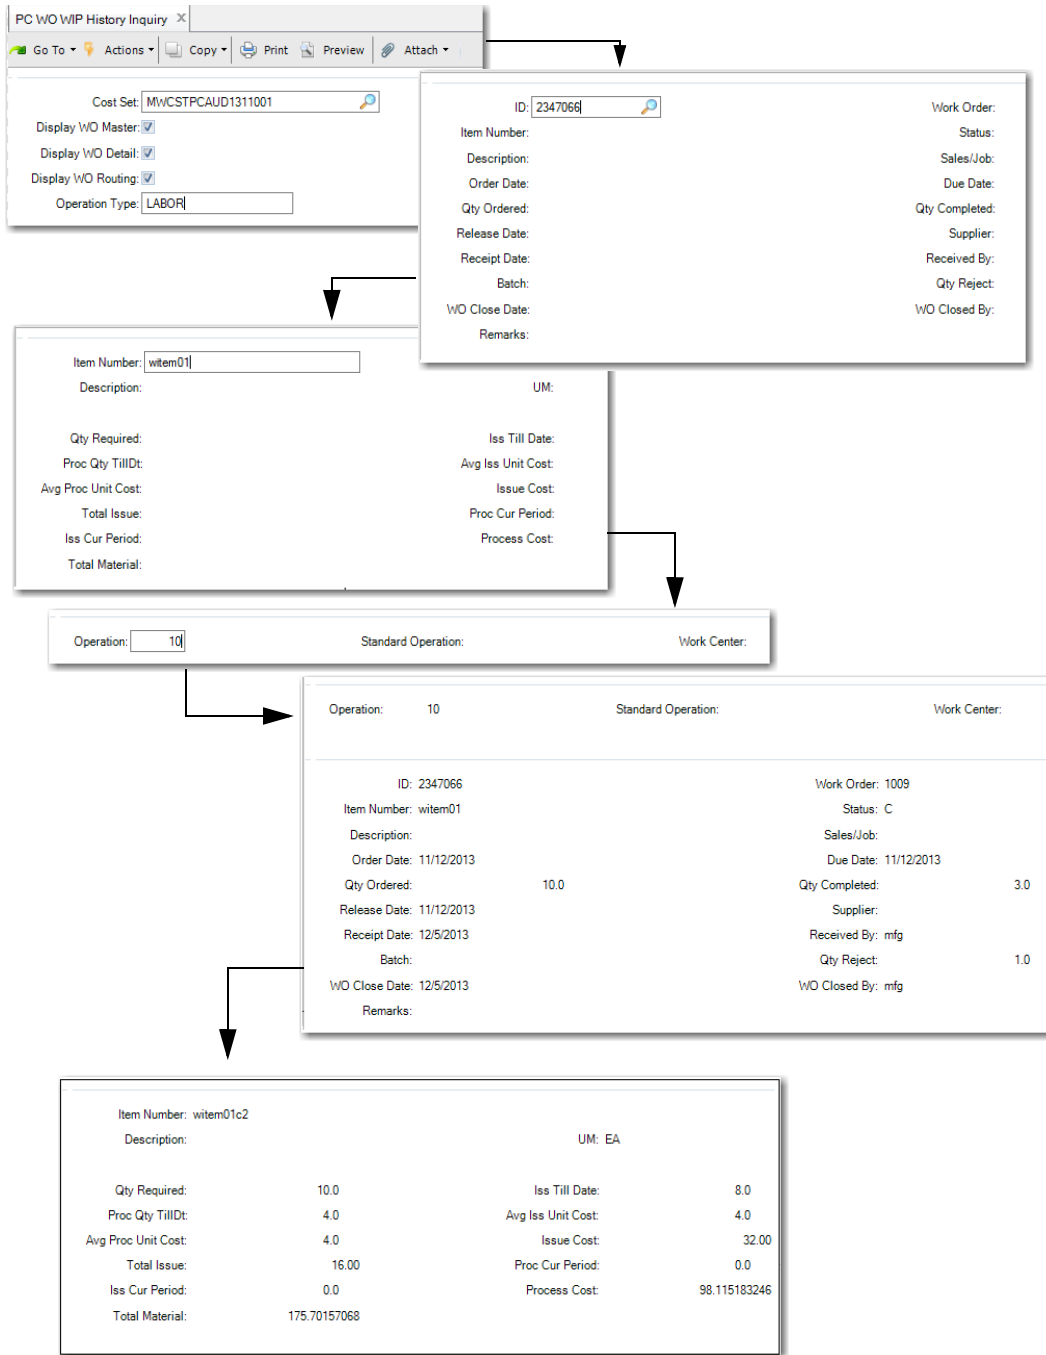 PC WO WIP History Inquiry X
Go To Actions Copy Print Preview Attach
Cost Set: MWCSTPCAUD1311001
Display WO Master:
Display WO Detail:
Display WO Routing:
Operation Type: LABOR
ID: 2347066 Work Order:
Item Number: Status:
Description: Sales/Job:
Order Date: Due Date:
Qty Ordered: Qty Completed:
Release Date: Supplier:
Receipt Date: Received By:
Batch: Qty Reject:
WO Close Date: WO Closed By:
Remarks:
Item Number: witem01
Description: UM:
Qty Required: Iss Till Date:
Proc Qty TillDt: Avg Iss Unit Cost:
Avg Proc Unit Cost: Issue Cost:
Total Issue: Proc Cur Period:
Iss Cur Period: Process Cost:
Total Material:
Operation: 10 Standard Operation: Work Center:
Operation: 10 Standard Operation: Work Center:
ID: 2347066 Work Order: 1009
Item Number: witem01 Status: C
Description: Sales/Job:
Order Date: 11/12/2013 Due Date: 11/12/2013
Qty Ordered: 10.0 Qty Completed: 3.0
Release Date: 11/12/2013 Supplier:
Receipt Date: 12/5/2013 Received By: mfg
Batch: Qty Reject: 1.0
WO Close Date: 12/5/2013 WO Closed By: mfg
Remarks:
Item Number: witem01c2
Description: UM: EA
Qty Required: 10.0 Iss Till Date: 8.0
Proc Qty TillDt: 4.0 Avg Iss Unit Cost: 4.0
Avg Proc Unit Cost: 4.0 Issue Cost: 32.00
Total Issue: 16.00 Proc Cur Period: 0.0
Iss Cur Period: 0.0 Process Cost: 98.115183246
Total Material: 175.70157068